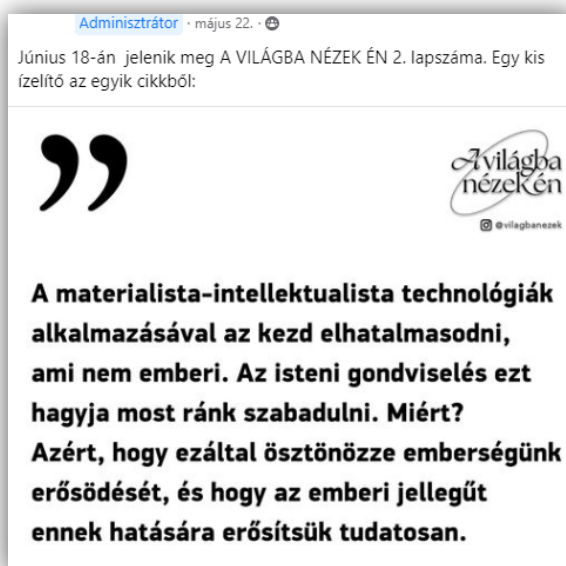 Adminisztrátor · május 22. ·
Június 18-án jelenik meg A VILÁGBA NÉZEK ÉN 2. lapszáma. Egy kis
ízelítő az egyik cikkből:
”
A világba
nézek én
@vilagbanezek
A materialista-intellektualista technológiák
alkalmazásával az kezd elhatalmasodni,
ami nem emberi. Az isteni gondviselés ezt
hagyja most ránk szabadulni. Miért?
Azért, hogy ezáltal ösztönözze emberségünk
erősödését, és hogy az emberi jellegűt
ennek hatására erősítsük tudatosan.